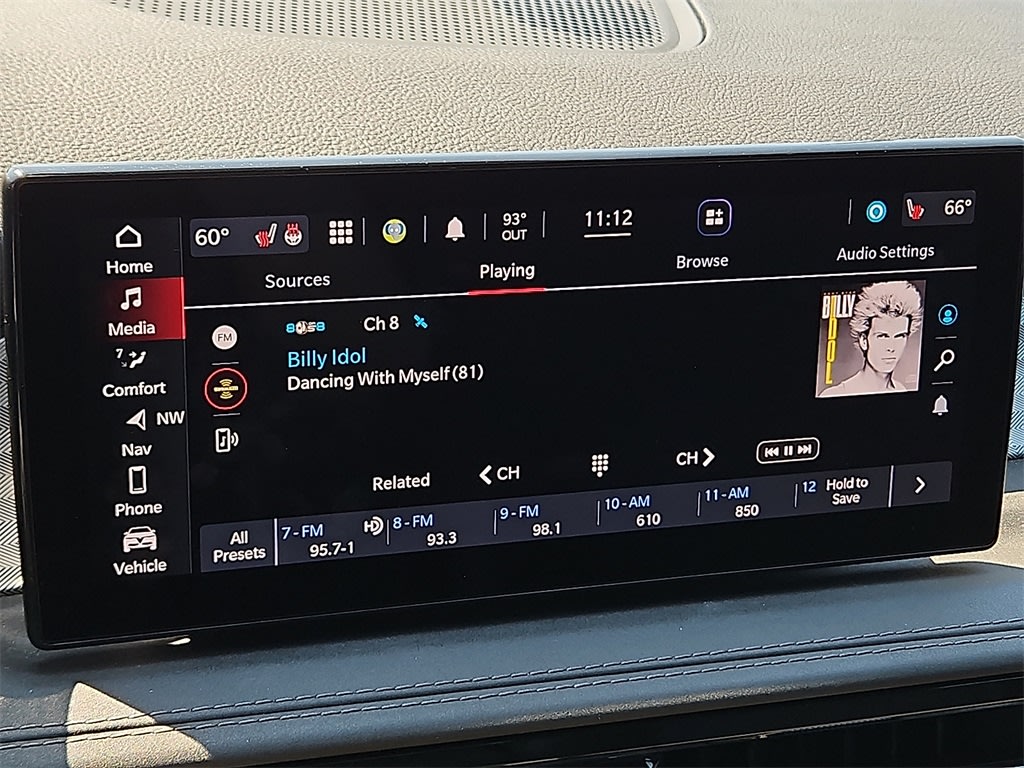 60°
93°
OUT
11:12
66°
Home
Media
7
Comfort
NW
Nav
Phone
Vehicle
Sources
Playing
Browse
Audio Settings
FM
Ch 8
Billy Idol
Dancing With Myself (81)
BILLY
IDOL
Related
CH
CH
All
Presets
7 - FM
HD
95.7-1
8 - FM
93.3
9 - FM
98.1
10 - AM
610
11 - AM
850
12
Hold to
Save